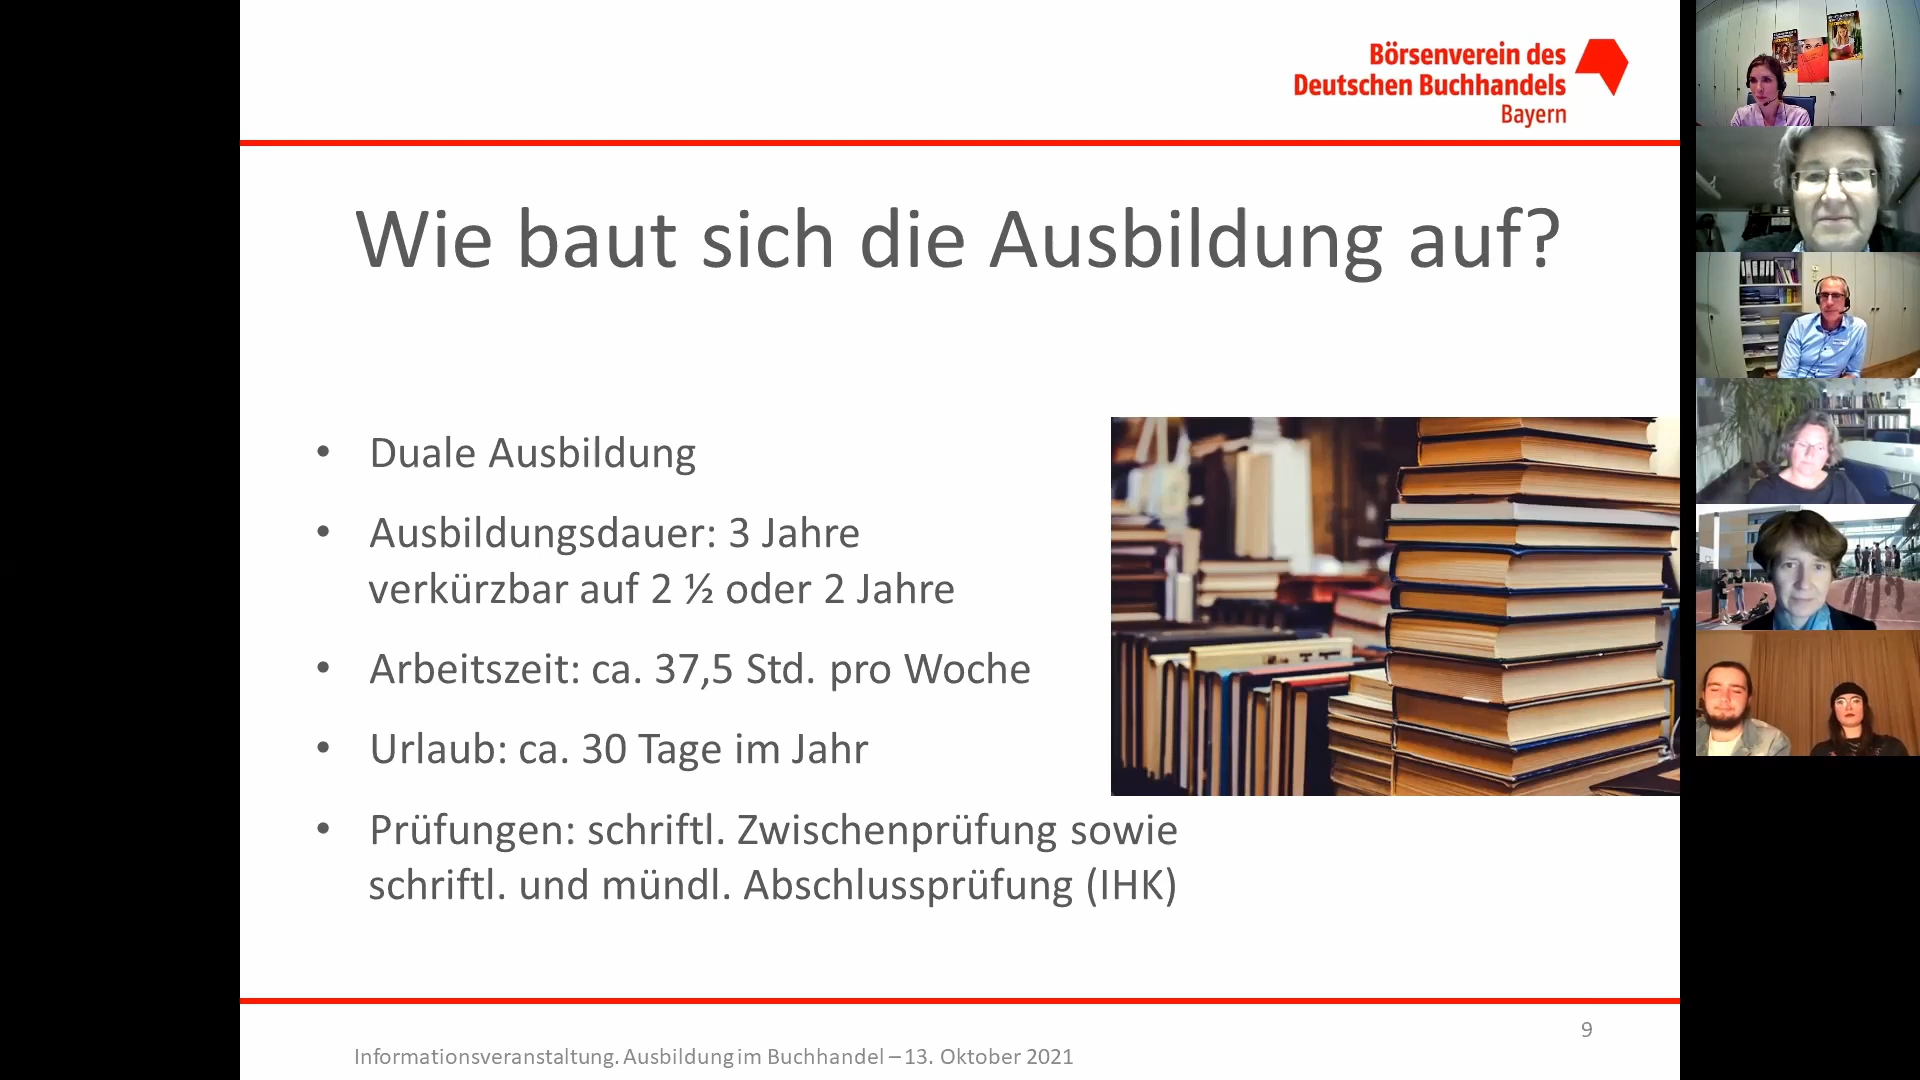 Börsenverein des
Deutschen Buchhandels
Bayern
Wie baut sich die Ausbildung auf?
• Duale Ausbildung
• Ausbildungsdauer: 3 Jahre
verkürzbar auf 2 ½ oder 2 Jahre
• Arbeitszeit: ca. 37,5 Std. pro Woche
• Urlaub: ca. 30 Tage im Jahr
• Prüfungen: schriftl. Zwischenprüfung sowie
schriftl. und mündl. Abschlussprüfung (IHK)
9
Informationsveranstaltung. Ausbildung im Buchhandel – 13. Oktober 2021